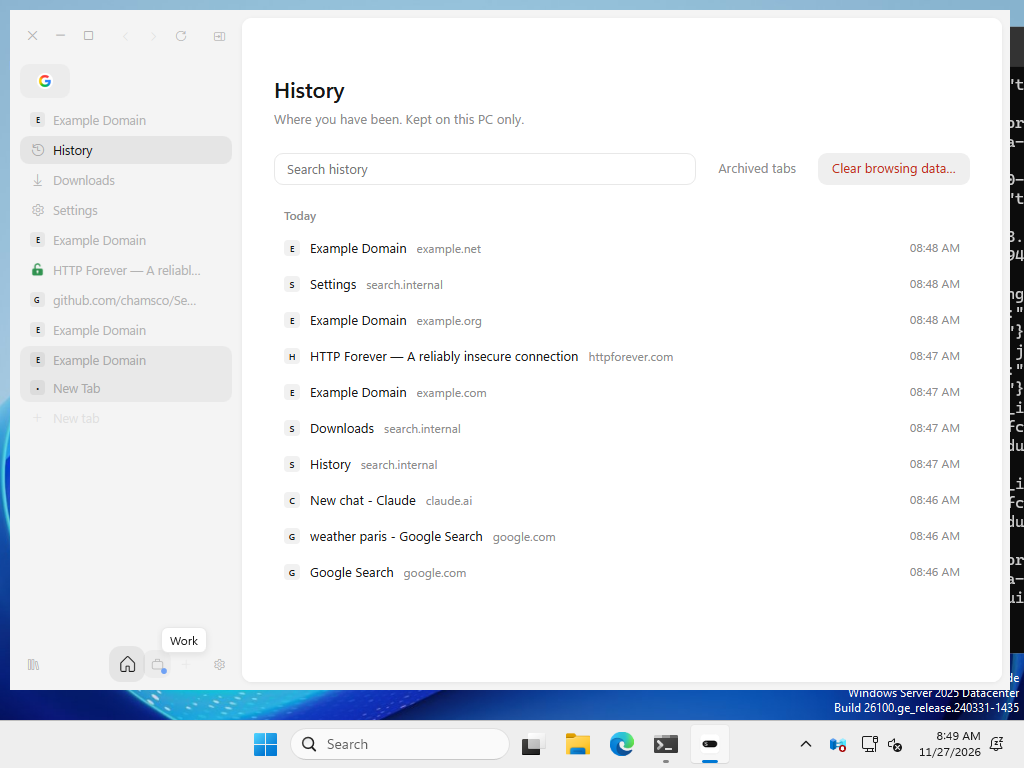 Example Domain
History
Downloads
Settings
Example Domain
HTTP Forever — A reliabl...
github.com/chamsco/Se...
Example Domain
Example Domain
New Tab
New tab
Work
History
Where you have been. Kept on this PC only.
Search history
Archived tabs
Clear browsing data...
Today
E Example Domain example.net 08:48 AM
S Settings search.internal 08:48 AM
E Example Domain example.org 08:48 AM
H HTTP Forever — A reliably insecure connection httpforever.com 08:47 AM
E Example Domain example.com 08:47 AM
S Downloads search.internal 08:47 AM
S History search.internal 08:47 AM
C New chat - Claude claude.ai 08:46 AM
G weather paris - Google Search google.com 08:46 AM
G Google Search google.com 08:46 AM
Windows Server 2025 Datacenter
Build 26100.ge_release.240331-1435
Search
8:49 AM
11/27/2026